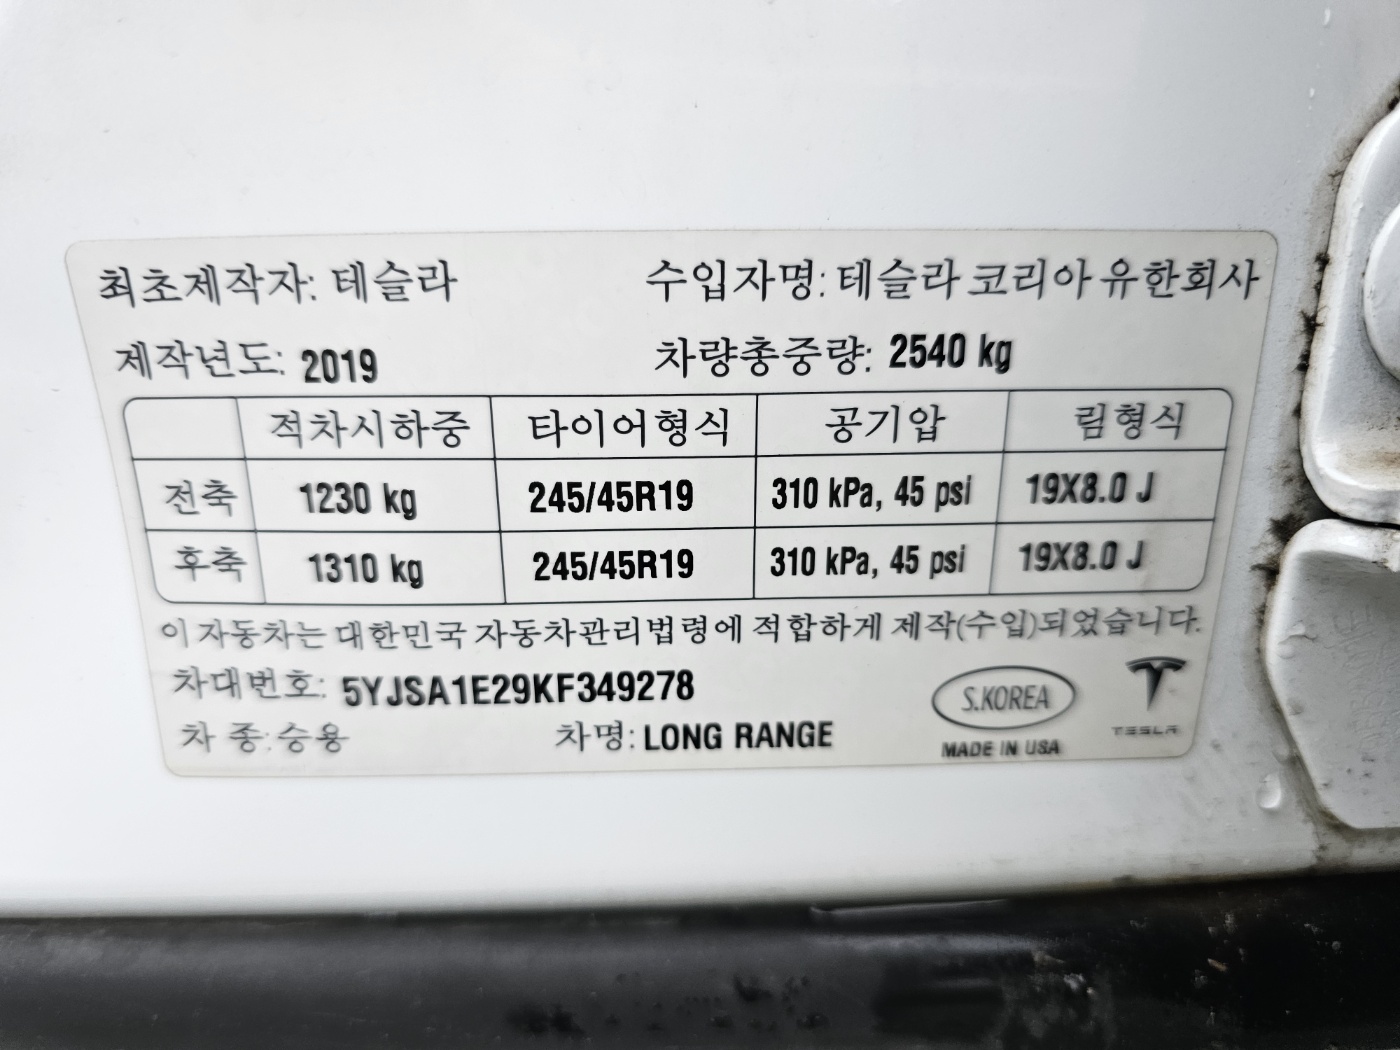 최초제작자: 테슬라 수입자명: 테슬라 코리아 유한회사
제작년도: 2019 차량총중량: 2540 kg
적차시하중 타이어형식 공기압 림형식
전축 1230 kg 245/45R19 310 kPa, 45 psi 19X8.0 J
후축 1310 kg 245/45R19 310 kPa, 45 psi 19X8.0 J
이 자동차는 대한민국 자동차관리법령에 적합하게 제작(수입)되었습니다.
차대번호: 5YJSA1E29KF349278 S.KOREA
차 종: 승용 차명: LONG RANGE MADE IN USA TESLA